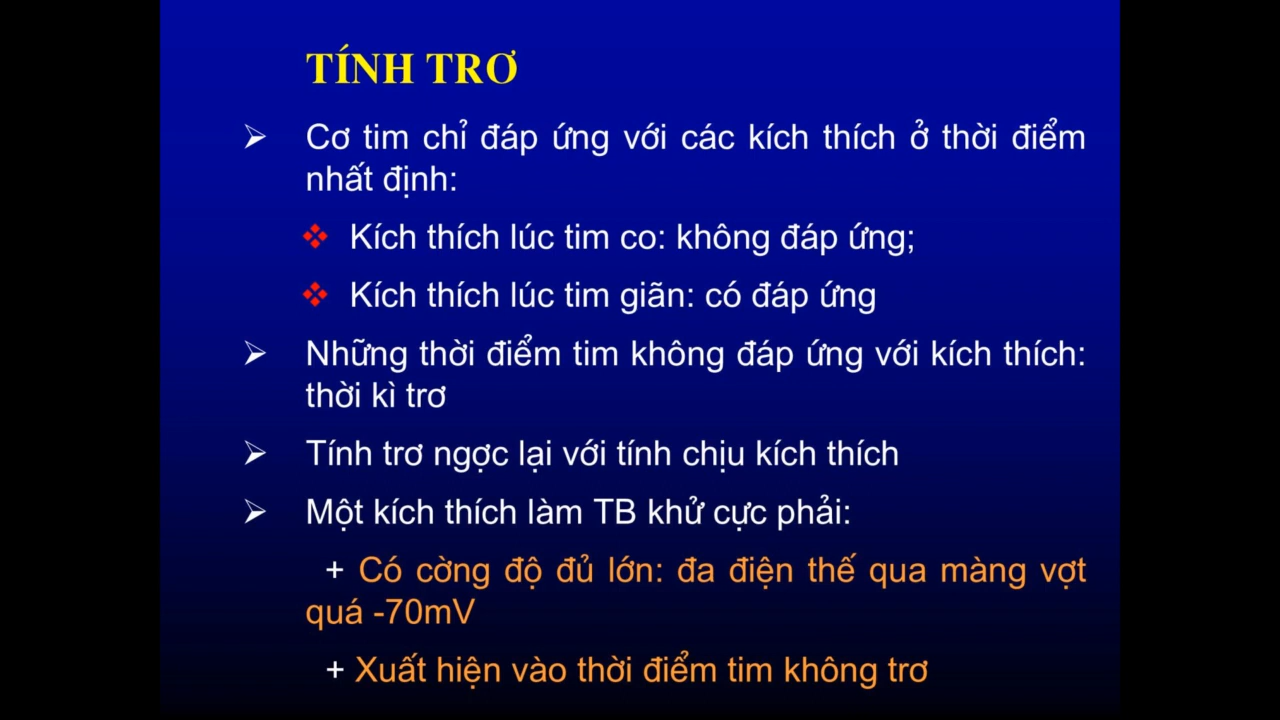 TÍNH TRƠ
Cơ tim chỉ đáp ứng với các kích thích ở thời điểm
nhất định:
Kích thích lúc tim co: không đáp ứng;
Kích thích lúc tim giãn: có đáp ứng
Những thời điểm tim không đáp ứng với kích thích:
thời kì trơ
Tính trơ ngợc lại với tính chịu kích thích
Một kích thích làm TB khử cực phải:
+ Có cờng độ đủ lớn: đa điện thế qua màng vợt
quá -70mV
+ Xuất hiện vào thời điểm tim không trơ